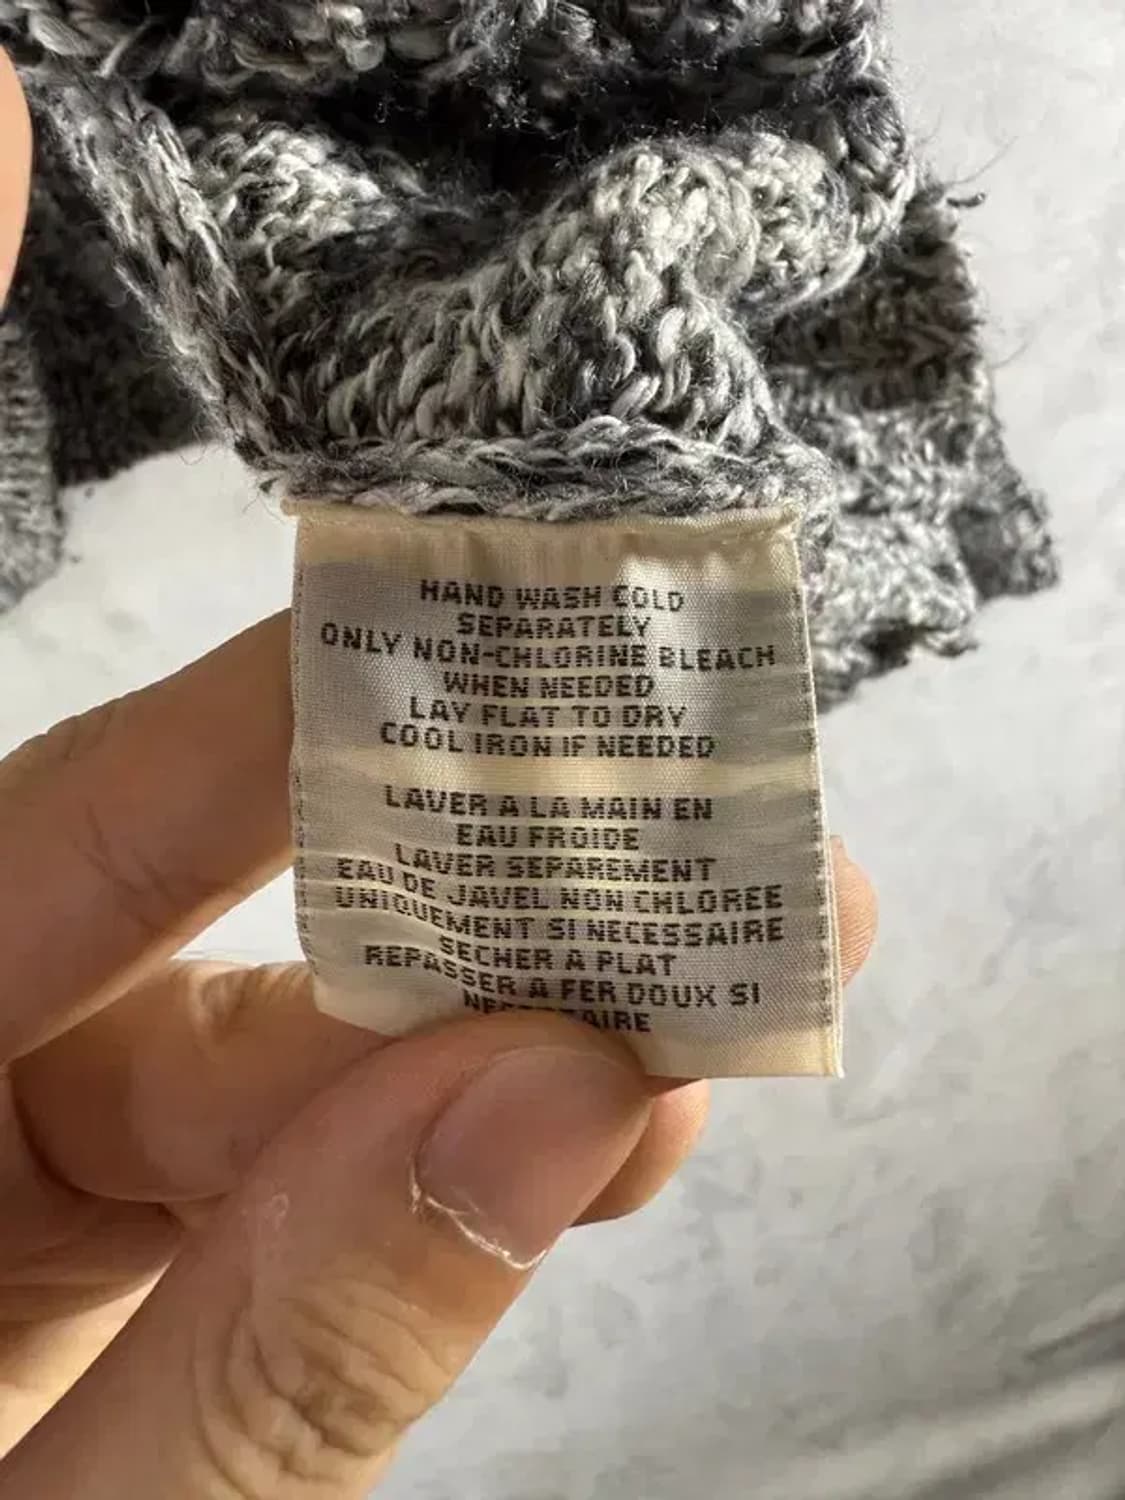 HAND WASH COLD
SEPARATELY
ONLY NON-CHLORINE BLEACH
WHEN NEEDED
LAY FLAT TO DRY
COOL IRON IF NEEDED
LAVER A LA MAIN EN
EAU FROIDE
LAVER SEPAREMENT
EAU DE JAVEL NON CHLOREE
UNIQUEMENT SI NECESSAIRE
SECHER A PLAT
REPASSER A FER DOUX SI